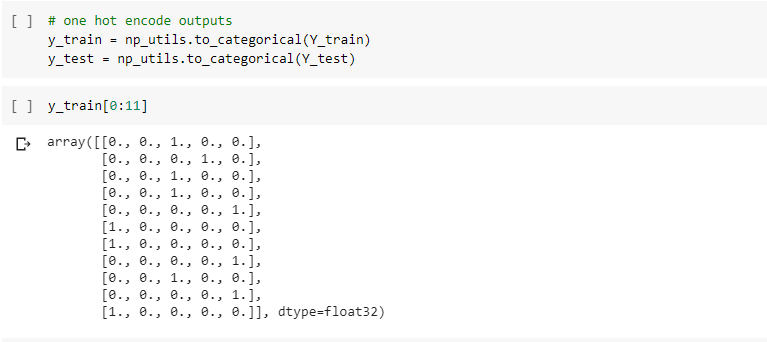 [ ] # one hot encode outputs
y_train = np_utils.to_categorical(Y_train)
y_test = np_utils.to_categorical(Y_test)
[ ] y_train[0:11]
array([[0., 0., 1., 0., 0.],
[0., 0., 0., 1., 0.],
[0., 0., 1., 0., 0.],
[0., 0., 1., 0., 0.],
[0., 0., 0., 0., 1.],
[1., 0., 0., 0., 0.],
[1., 0., 0., 0., 0.],
[0., 0., 0., 0., 1.],
[0., 0., 1., 0., 0.],
[0., 0., 0., 0., 1.],
[1., 0., 0., 0., 0.]], dtype=float32)